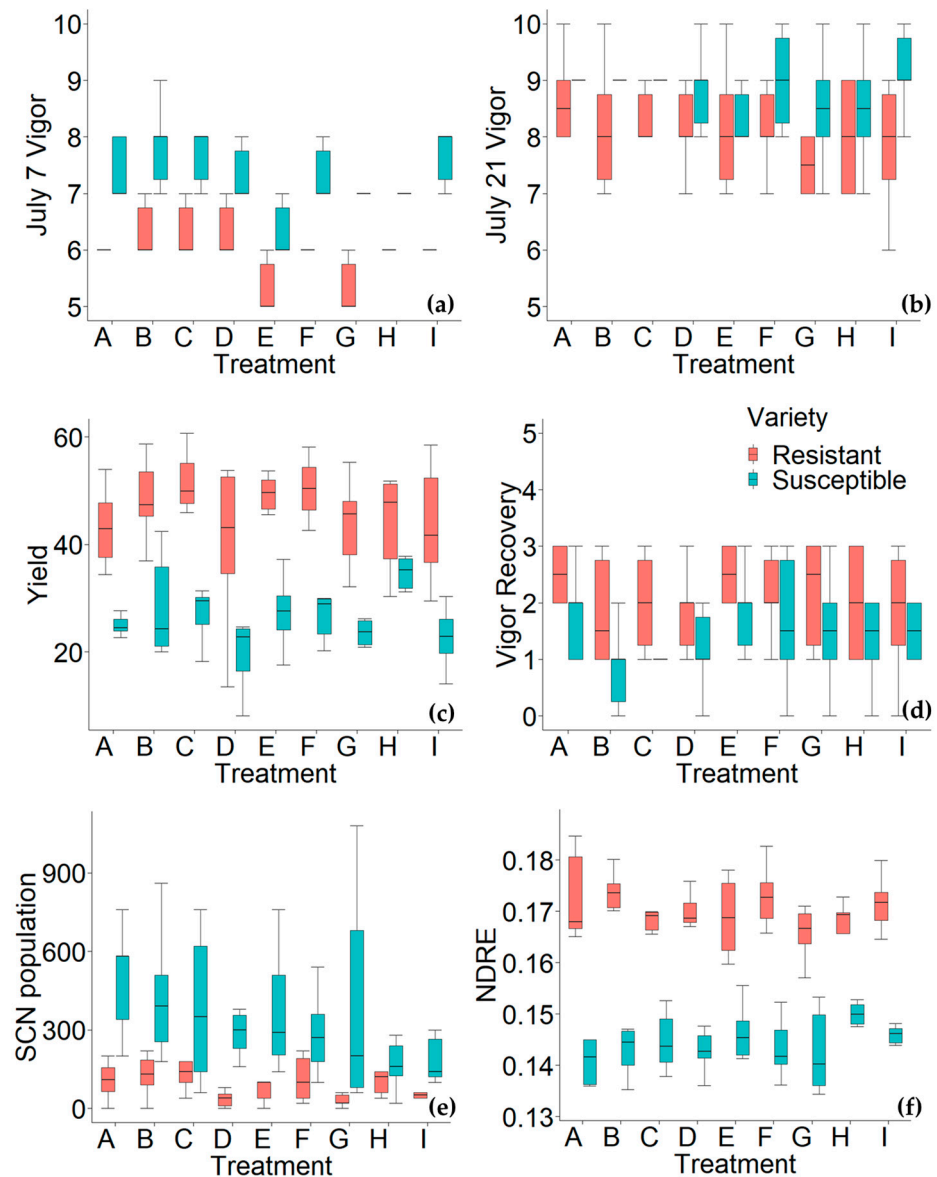 10
9
8
7
6
5
July 7 Vigor
(a)
A B C D E F G H I
Treatment
10
9
8
7
6
5
July 21 Vigor
(b)
A B C D E F G H I
Treatment
60
40
20
Yield
(c)
A B C D E F G H I
Treatment
Variety
Resistant
Susceptible
5
4
3
2
1
0
Vigor Recovery
(d)
A B C D E F G H I
Treatment
900
600
300
0
SCN population
(e)
A B C D E F G H I
Treatment
0.18
0.17
0.16
0.15
0.14
0.13
NDRE
(f)
A B C D E F G H I
Treatment